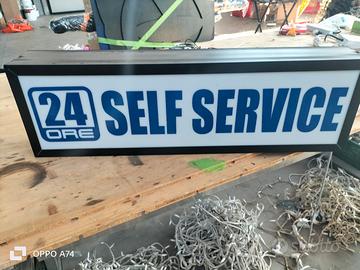 24 ORE SELF SERVICE
OPPO A74